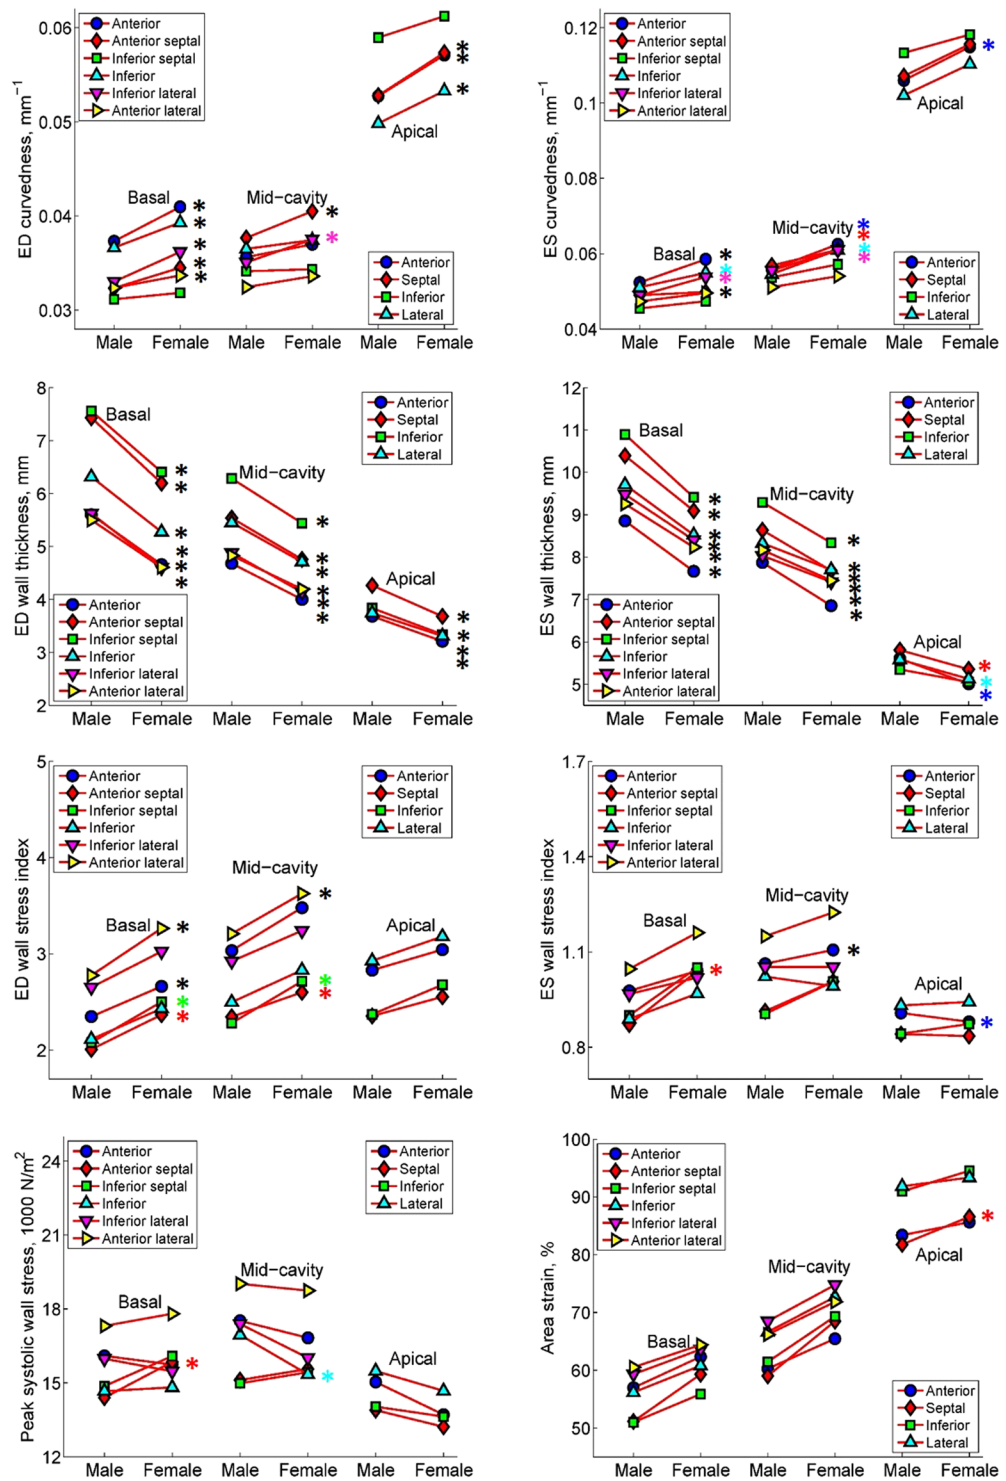 ED curvedness, mm−1
0.06
0.05
0.04
0.03
Anterior
Anterior septal
Inferior septal
Inferior
Inferior lateral
Anterior lateral
Basal
*
*
*
*
*
Mid−cavity
*
*
Apical
*
*
*
Anterior
Septal
Inferior
Lateral
Male Female Male Female Male Female
ES curvedness, mm−1
0.12
0.1
0.08
0.06
0.04
Anterior
Anterior septal
Inferior septal
Inferior
Inferior lateral
Anterior lateral
Basal
*
*
*
*
Mid−cavity
*
*
*
*
Apical
*
Anterior
Septal
Inferior
Lateral
Male Female Male Female Male Female
ED wall thickness, mm
8
7
6
5
4
3
2
Basal
*
*
*
*
*
*
Mid−cavity
*
*
*
*
*
*
Apical
*
*
*
*
Anterior
Septal
Inferior
Lateral
Anterior
Anterior septal
Inferior septal
Inferior
Inferior lateral
Anterior lateral
Male Female Male Female Male Female
ES wall thickness, mm
12
11
10
9
8
7
6
5
Basal
*
*
*
*
*
*
Mid−cavity
*
*
*
*
*
*
Apical
*
*
*
Anterior
Septal
Inferior
Lateral
Anterior
Anterior septal
Inferior septal
Inferior
Inferior lateral
Anterior lateral
Male Female Male Female Male Female
ED wall stress index
5
4
3
2
Anterior
Anterior septal
Inferior septal
Inferior
Inferior lateral
Anterior lateral
Anterior
Septal
Inferior
Lateral
Basal
*
*
*
*
Mid−cavity
*
*
*
Apical
Male Female Male Female Male Female
ES wall stress index
1.7
1.4
1.1
0.8
Anterior
Anterior septal
Inferior septal
Inferior
Inferior lateral
Anterior lateral
Anterior
Septal
Inferior
Lateral
Basal
*
Mid−cavity
*
Apical
*
Male Female Male Female Male Female
Peak systolic wall stress, 1000 N/m2
24
21
18
15
12
Anterior
Anterior septal
Inferior septal
Inferior
Inferior lateral
Anterior lateral
Anterior
Septal
Inferior
Lateral
Basal
*
Mid−cavity
*
Apical
Male Female Male Female Male Female
Area strain, %
100
90
80
70
60
50
Anterior
Anterior septal
Inferior septal
Inferior
Inferior lateral
Anterior lateral
Basal
Mid−cavity
Apical
*
Anterior
Septal
Inferior
Lateral
Male Female Male Female Male Female